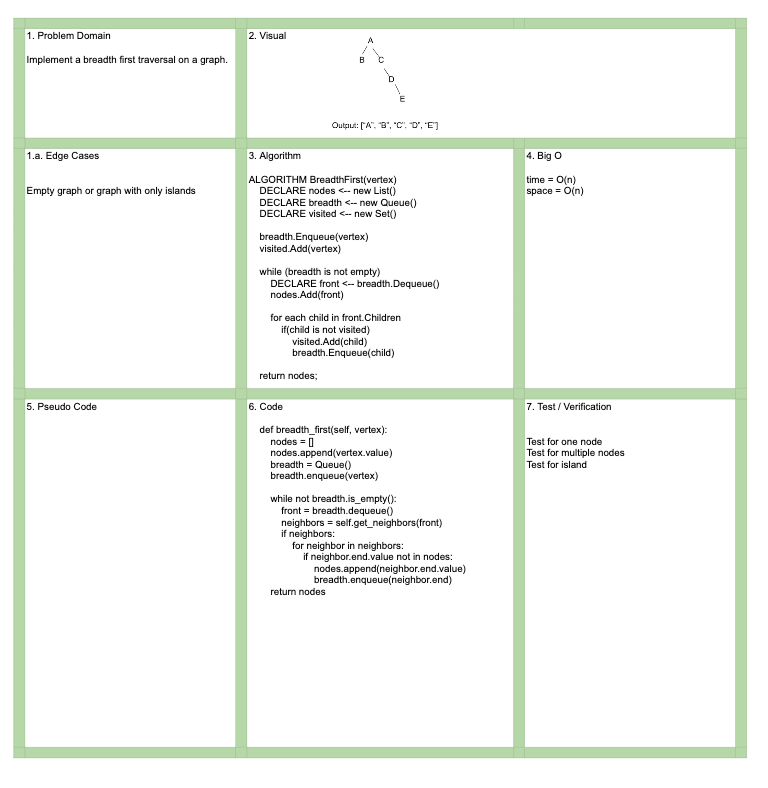 1. Problem Domain
Implement a breadth first traversal on a graph.
2. Visual
A
B C
D
E
Output: ["A", "B", "C", "D", "E"]
1.a. Edge Cases
Empty graph or graph with only islands
3. Algorithm
ALGORITHM BreadthFirst(vertex)
DECLARE nodes <-- new List()
DECLARE breadth <-- new Queue()
DECLARE visited <-- new Set()
breadth.Enqueue(vertex)
visited.Add(vertex)
while (breadth is not empty)
DECLARE front <-- breadth.Dequeue()
nodes.Add(front)
for each child in front.Children
if(child is not visited)
visited.Add(child)
breadth.Enqueue(child)
return nodes;
4. Big O
time = O(n)
space = O(n)
5. Pseudo Code
6. Code
def breadth_first(self, vertex):
nodes = []
nodes.append(vertex.value)
breadth = Queue()
breadth.enqueue(vertex)
while not breadth.is_empty():
front = breadth.dequeue()
neighbors = self.get_neighbors(front)
if neighbors:
for neighbor in neighbors:
if neighbor.end.value not in nodes:
nodes.append(neighbor.end.value)
breadth.enqueue(neighbor.end)
return nodes
7. Test / Verification
Test for one node
Test for multiple nodes
Test for island